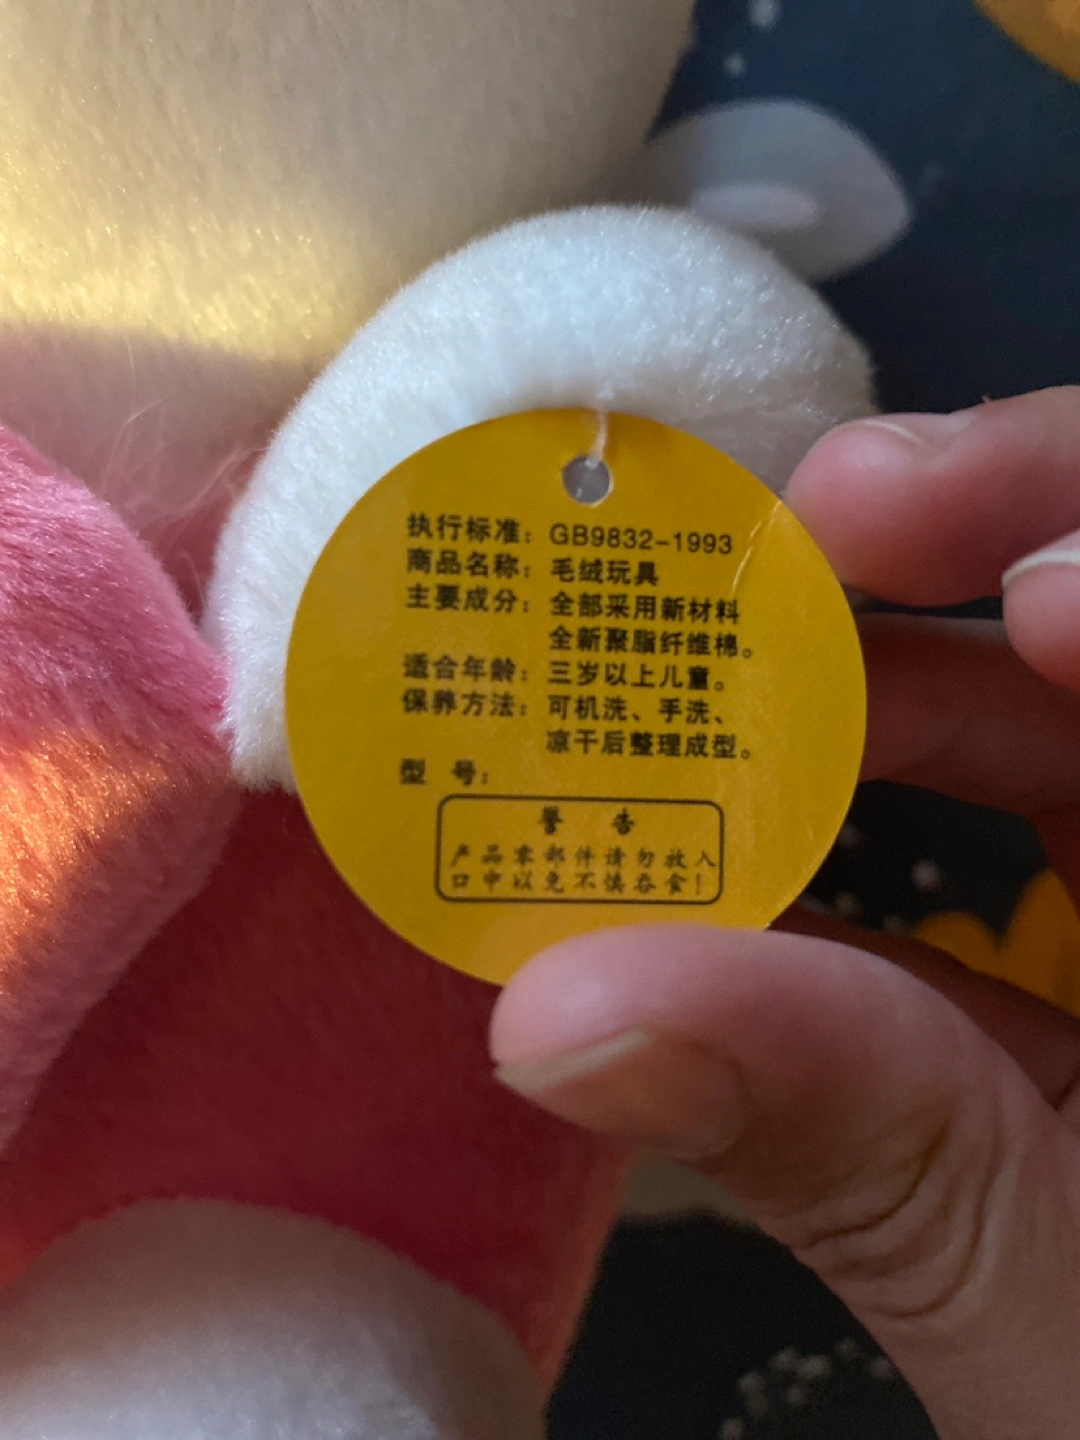 执行标准：GB9832-1993
商品名称：毛绒玩具
主要成分：全部采用新材料
全新聚脂纤维棉。
适合年龄：三岁以上儿童。
保养方法：可机洗、手洗、
凉干后整理成型。
型 号：
警 告
产品零部件请勿放入
口中以免不慎吞食！